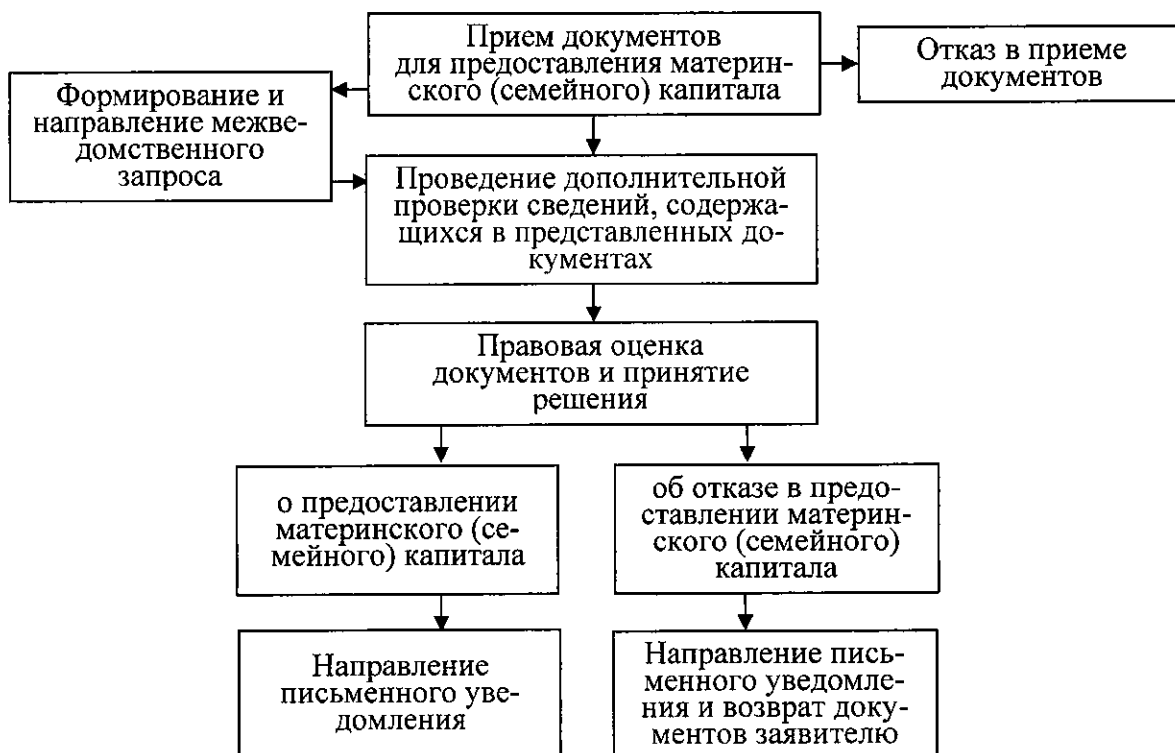 Прием документов
для предоставления материн-
ского (семейного) капитала
Отказ в приеме
документов
Формирование и
направление межве-
домственного
запроса
Проведение дополнительной
проверки сведений, содержа-
щихся в представленных до-
кументах
Правовая оценка
документов и принятие
решения
о предоставлении
материнского (се-
мейного) капитала
об отказе в предо-
ставлении материн-
ского (семейного)
капитала
Направление
письменного уве-
домления
Направление пись-
менного уведомле-
ния и возврат доку-
ментов заявителю